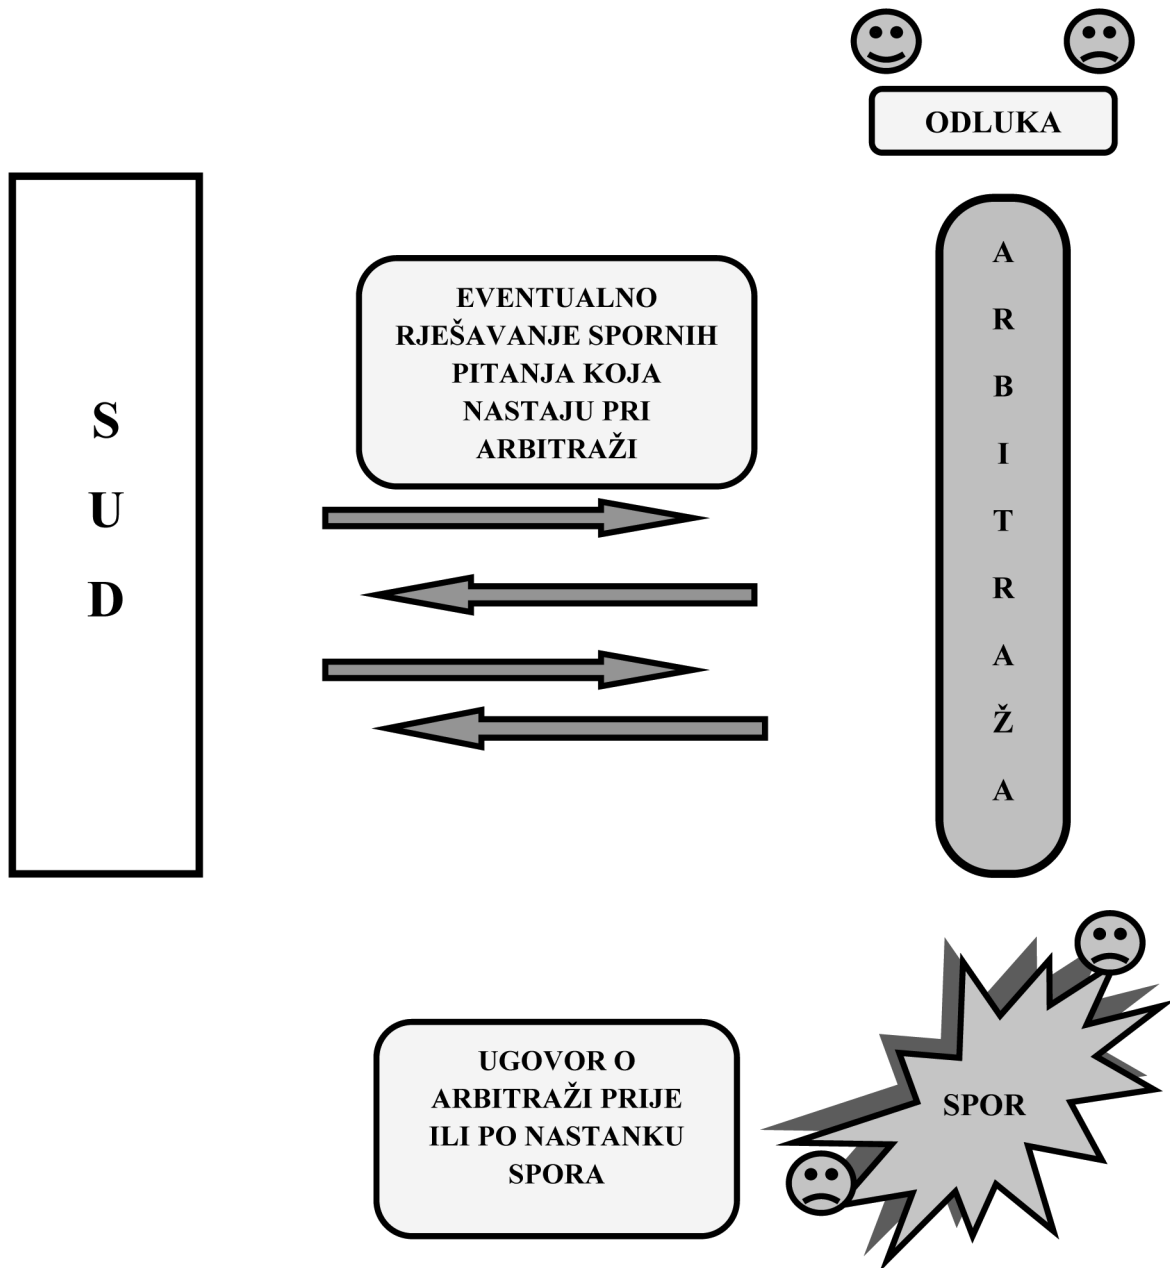 ODLUKA
S
U
D
EVENTUALNO
RJEŠAVANJE SPORNIH
PITANJA KOJA
NASTAJU PRI
ARBITRAŽI
A
R
B
I
T
R
A
Ž
A
UGOVOR O
ARBITRAŽI PRIJE
ILI PO NASTANKU
SPORA
SPOR